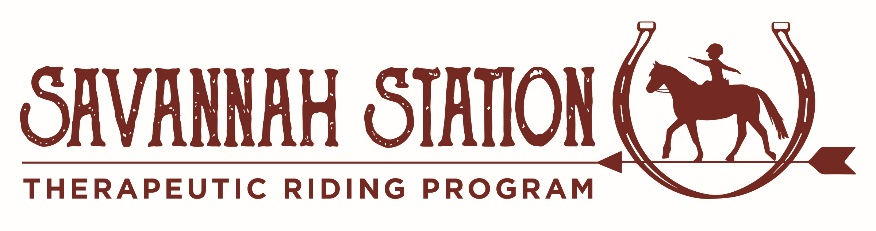 SAVANNAH STATION
THERAPEUTIC RIDING PROGRAM